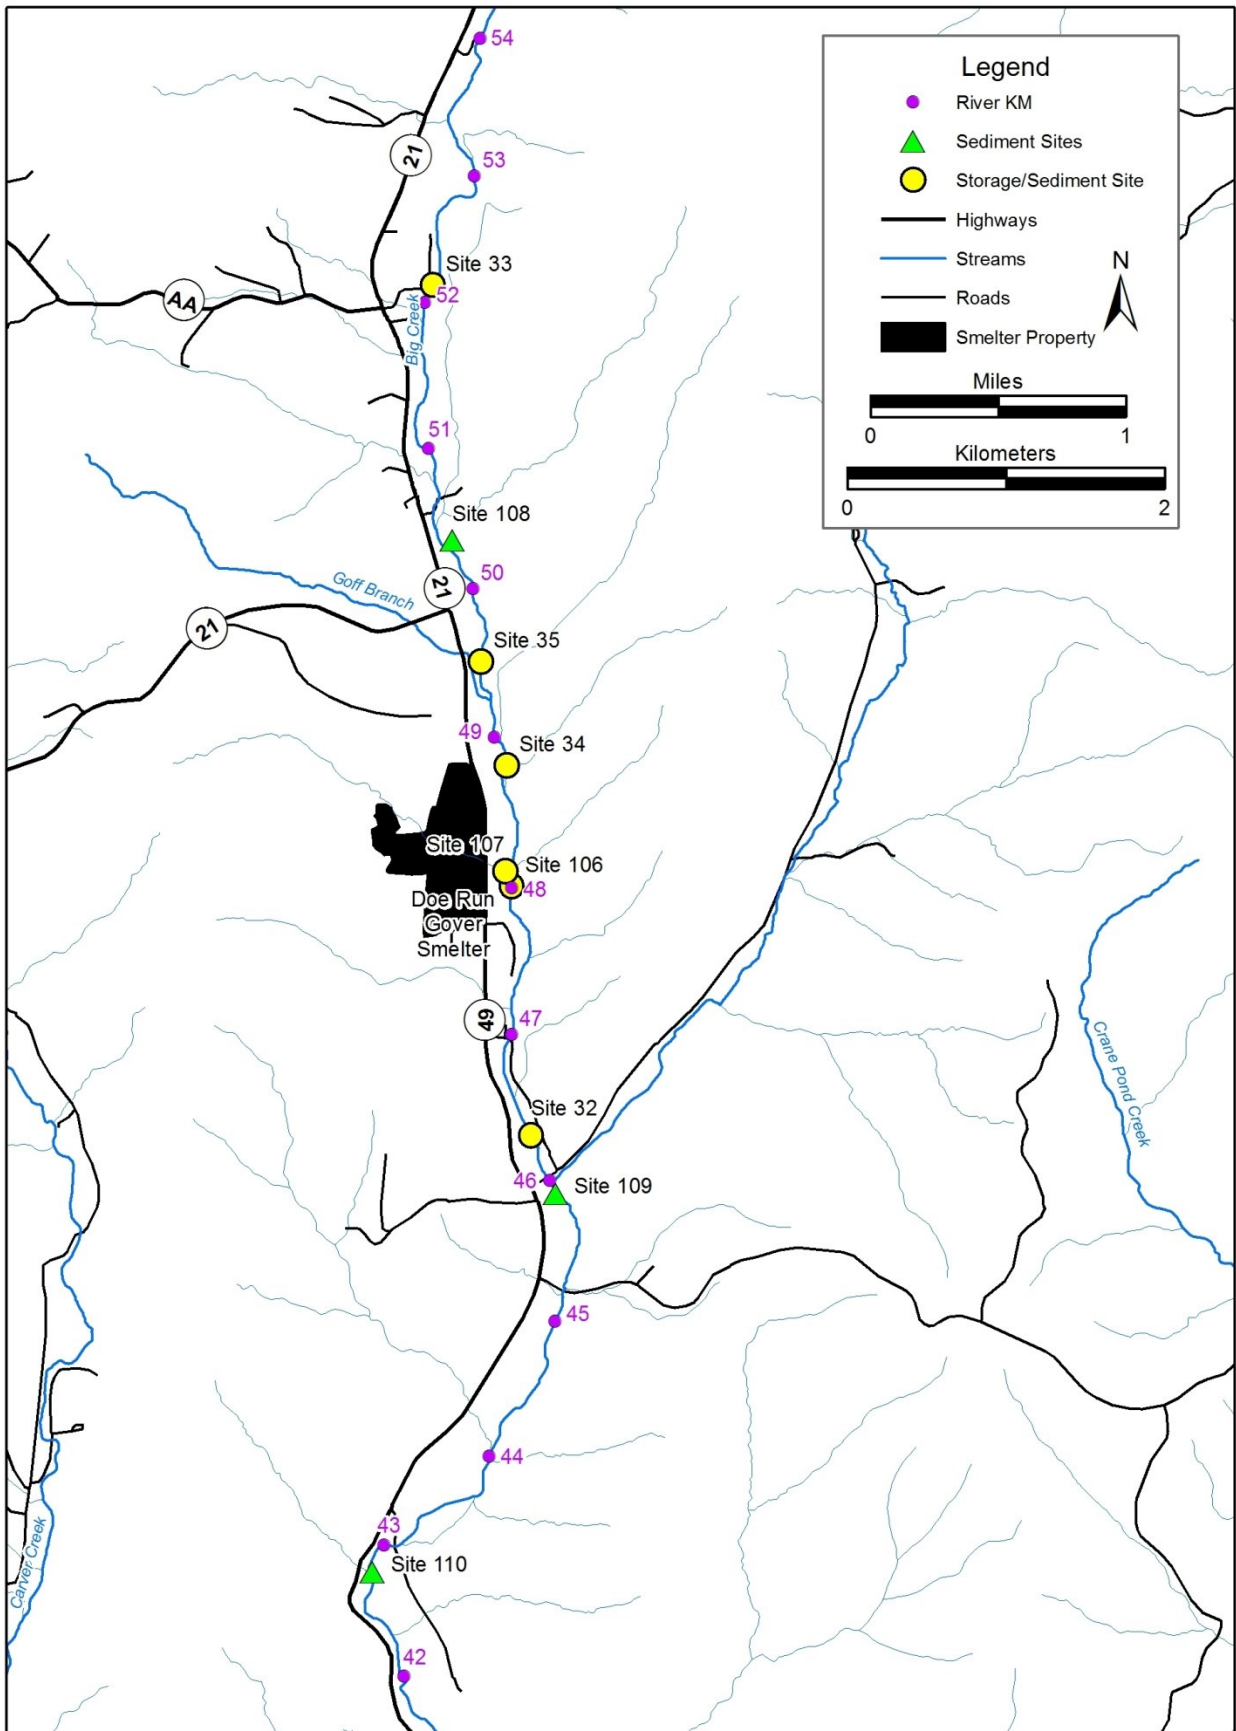 54
Legend
River KM
Sediment Sites
Storage/Sediment Site
Highways
Streams
Roads
Smelter Property
N
Miles
0 1
Kilometers
0 2
21
53
Site 33
AA
52
Big Creek
51
Site 108
Goff Branch
21
50
21
Site 35
49
Site 34
Site 107
Site 106
48
Doe Run
Gover
Smelter
49
47
Crane Pond Creek
Site 32
46
Site 109
45
44
43
Site 110
Carver Creek
42